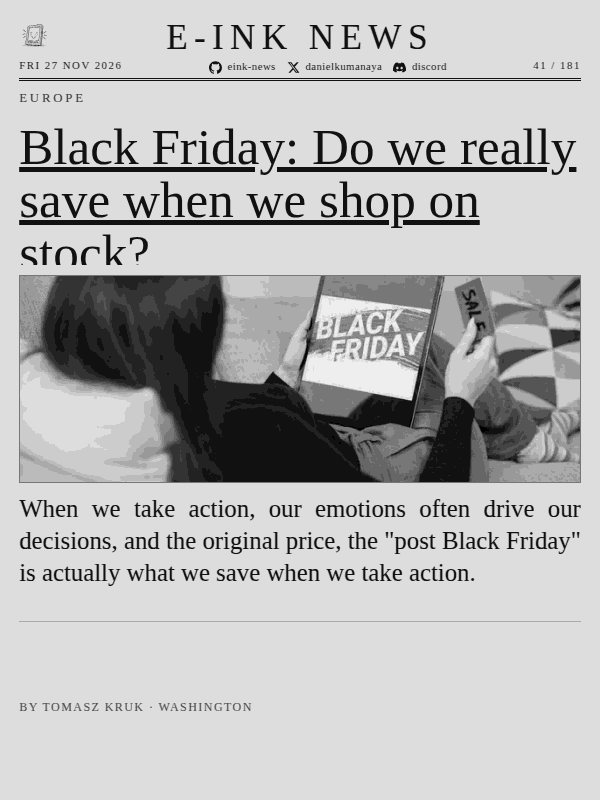 E-INK NEWS
FRI 27 NOV 2026
eink-news danielkumanaya discord
41 / 181
EUROPE
Black Friday: Do we really
save when we shop on
stock?
BLACK
FRIDAY
SALE
When we take action, our emotions often drive our
decisions, and the original price, the "post Black Friday"
is actually what we save when we take action.
BY TOMASZ KRUK · WASHINGTON